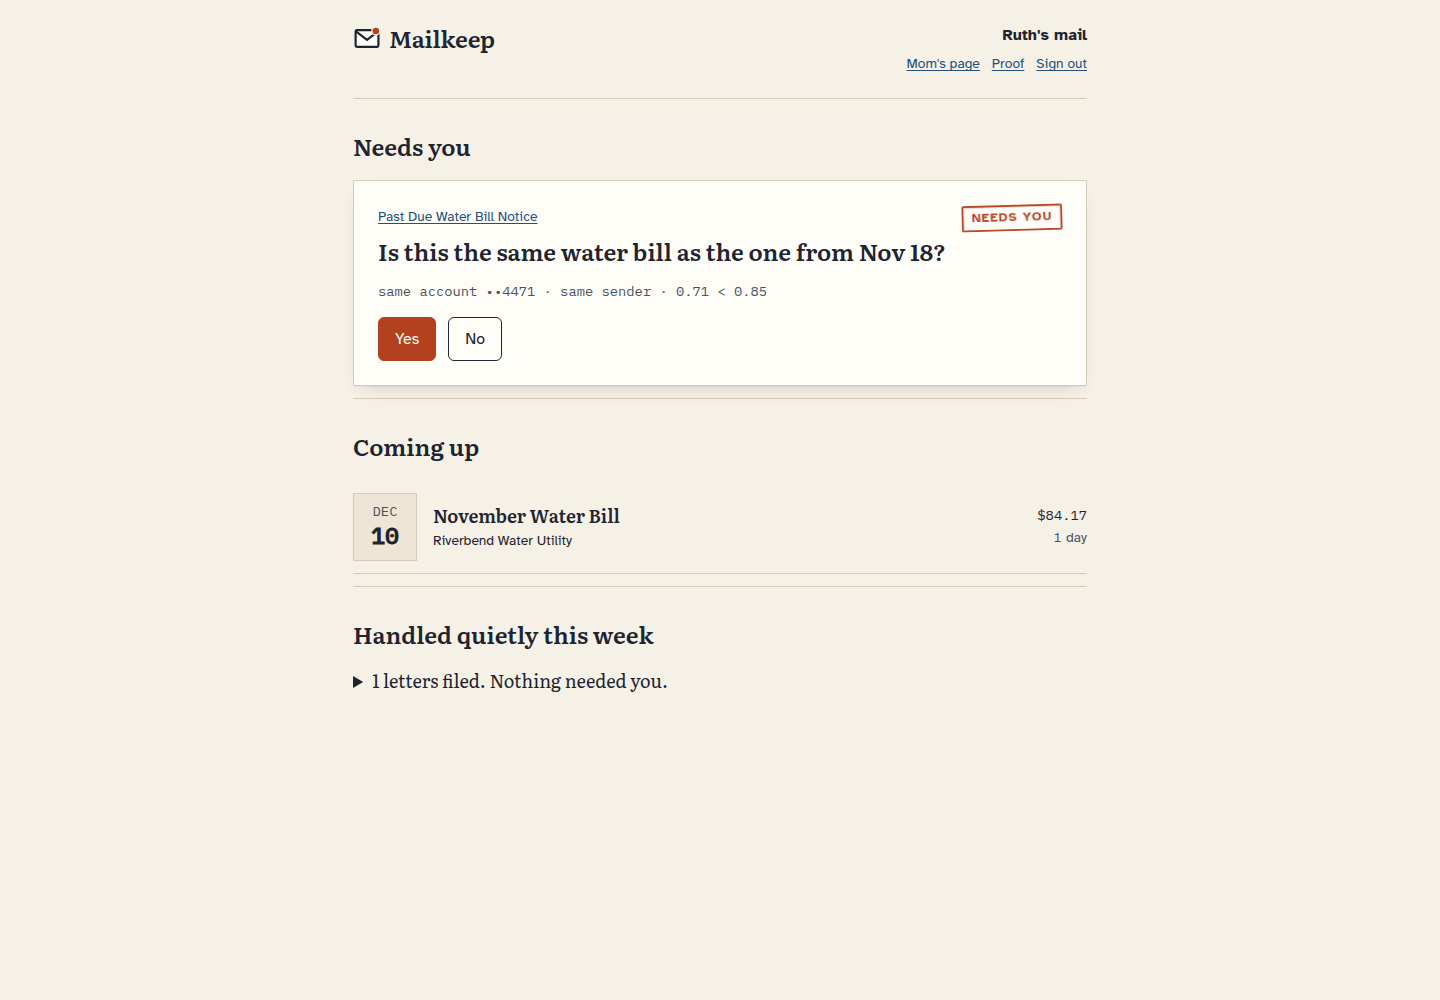 Mailkeep
Ruth's mail
Mom's page Proof Sign out
Needs you
Past Due Water Bill Notice
NEEDS YOU
Is this the same water bill as the one from Nov 18?
same account ••4471 · same sender · 0.71 < 0.85
Yes No
Coming up
DEC
10
November Water Bill
Riverbend Water Utility
$84.17
1 day
Handled quietly this week
1 letters filed. Nothing needed you.